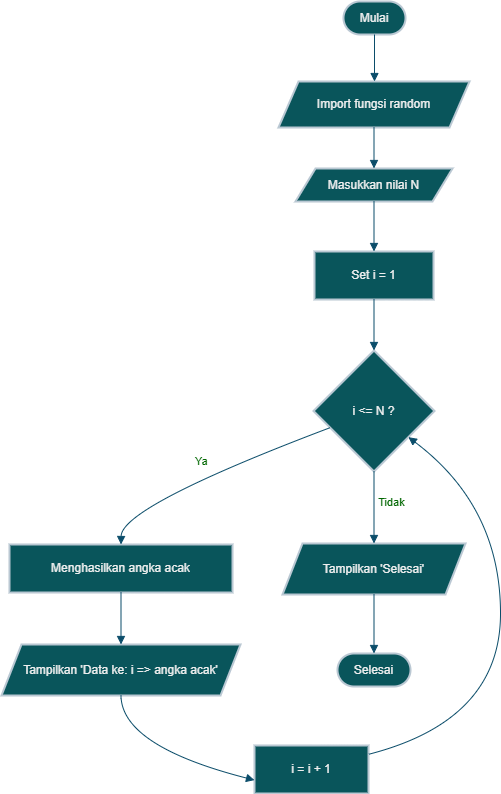 Mulai
Import fungsi random
Masukkan nilai N
Set i = 1
i <= N ?
Ya
Tidak
Menghasilkan angka acak
Tampilkan 'Selesai'
Tampilkan 'Data ke: i => angka acak'
Selesai
i = i + 1